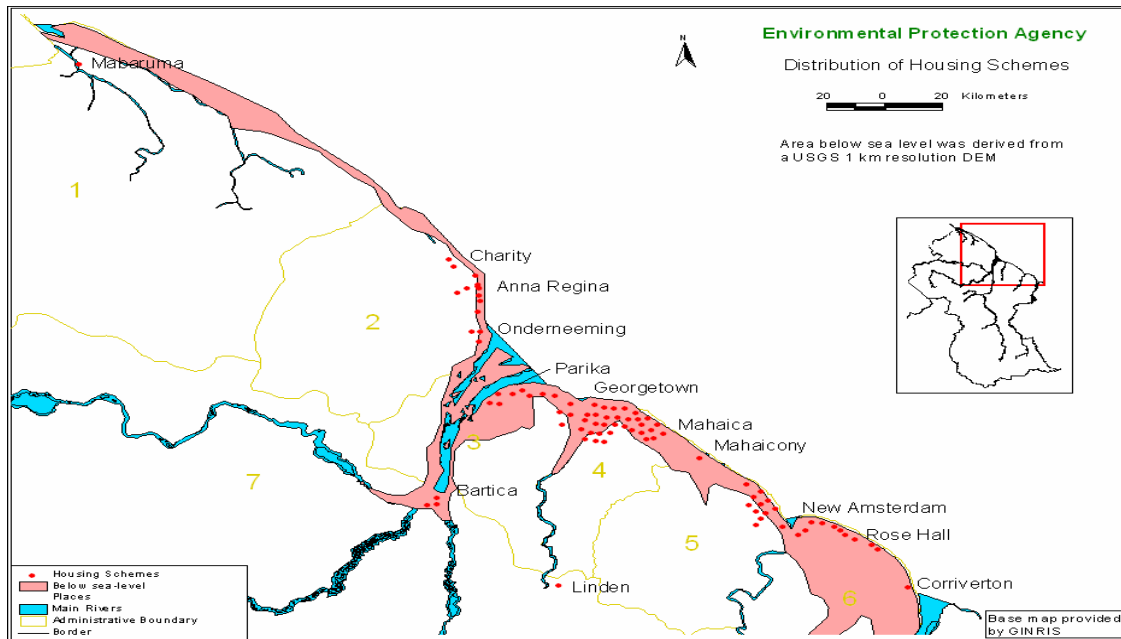 Environmental Protection Agency
Distribution of Housing Schemes
20 0 20 Kilometers
Area below sea level was derived from
a USGS 1 km resolution DEM
N
Mabaruma
1
Charity
Anna Regina
2
Onderneeming
Parika
Georgetown
Mahaica
3
Mahaicony
4
7
Bartica
New Amsterdam
Rose Hall
5
Linden
Corriverton
6
Housing Schemes
Below sea-level
Places
Main Rivers
Administrative Boundary
Border
Base map provided
by GINRIS